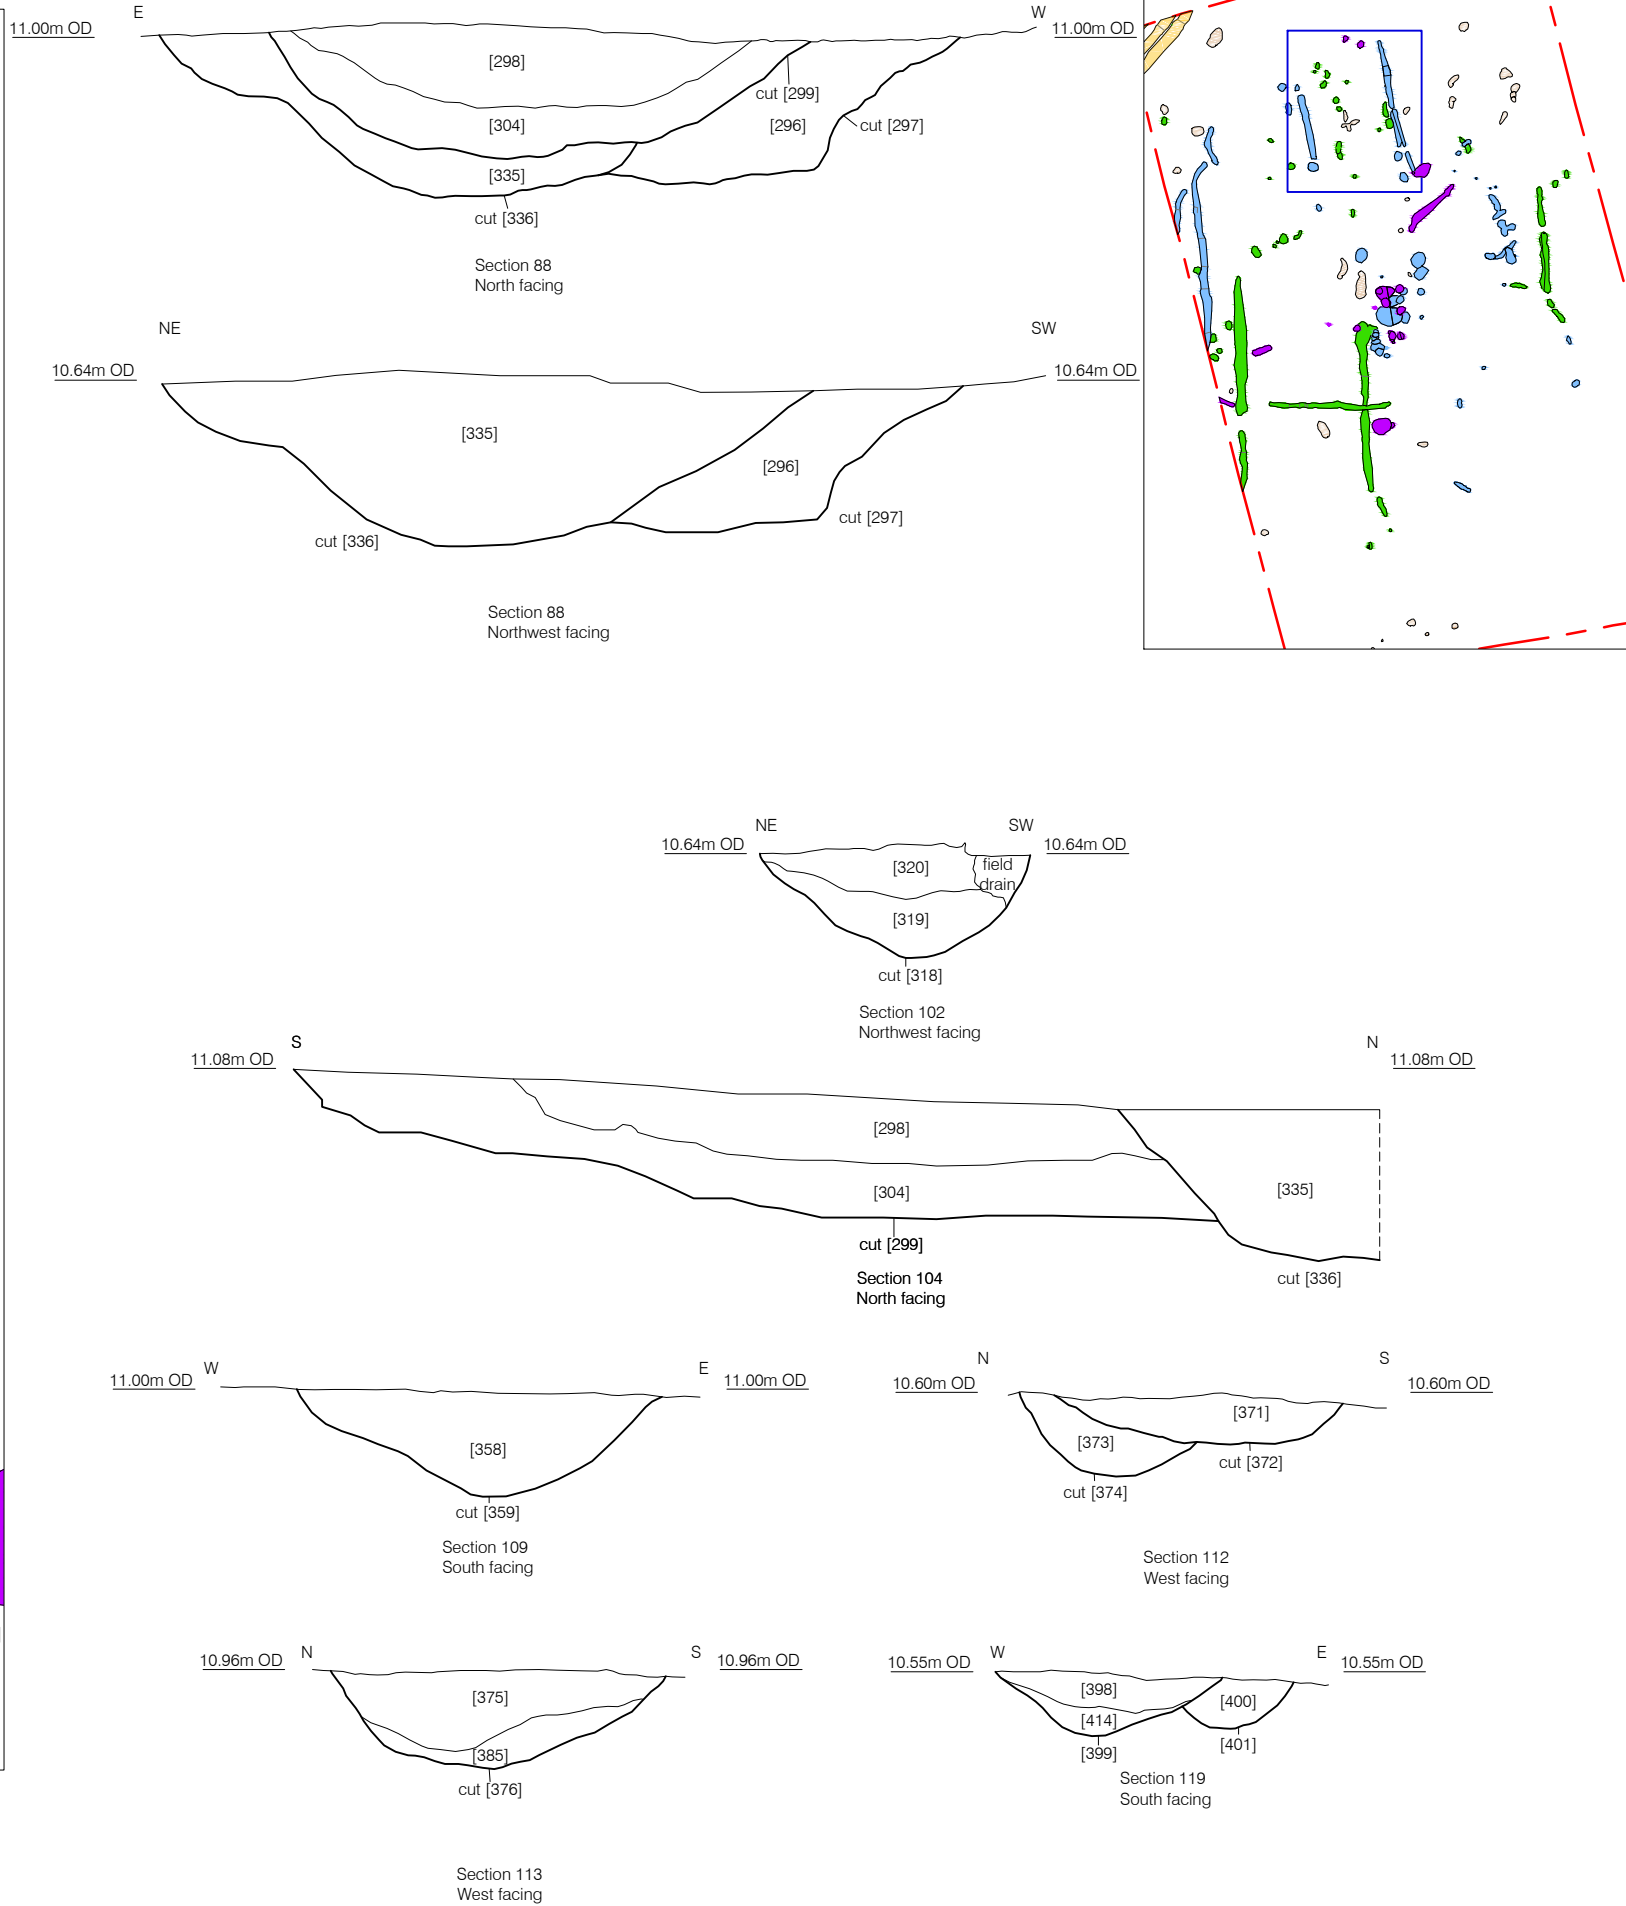 E
W
11.00m OD
11.00m OD
[298]
cut [299]
[304]
[296]
cut [297]
[335]
cut [336]
Section 88
North facing
NE
SW
10.64m OD
10.64m OD
[335]
[296]
cut [297]
cut [336]
Section 88
Northwest facing
NE
SW
10.64m OD
10.64m OD
[320]
field
drain
[319]
cut [318]
Section 102
Northwest facing
S
N
11.08m OD
11.08m OD
[298]
[304]
[335]
cut [299]
cut [336]
Section 104
North facing
W
E
11.00m OD
11.00m OD
[358]
cut [359]
Section 109
South facing
N
S
10.60m OD
10.60m OD
[371]
[373]
cut [372]
cut [374]
Section 112
West facing
N
S
10.96m OD
10.96m OD
[375]
[385]
cut [376]
Section 113
West facing
W
E
10.55m OD
10.55m OD
[398]
[400]
[414]
[399]
[401]
Section 119
South facing